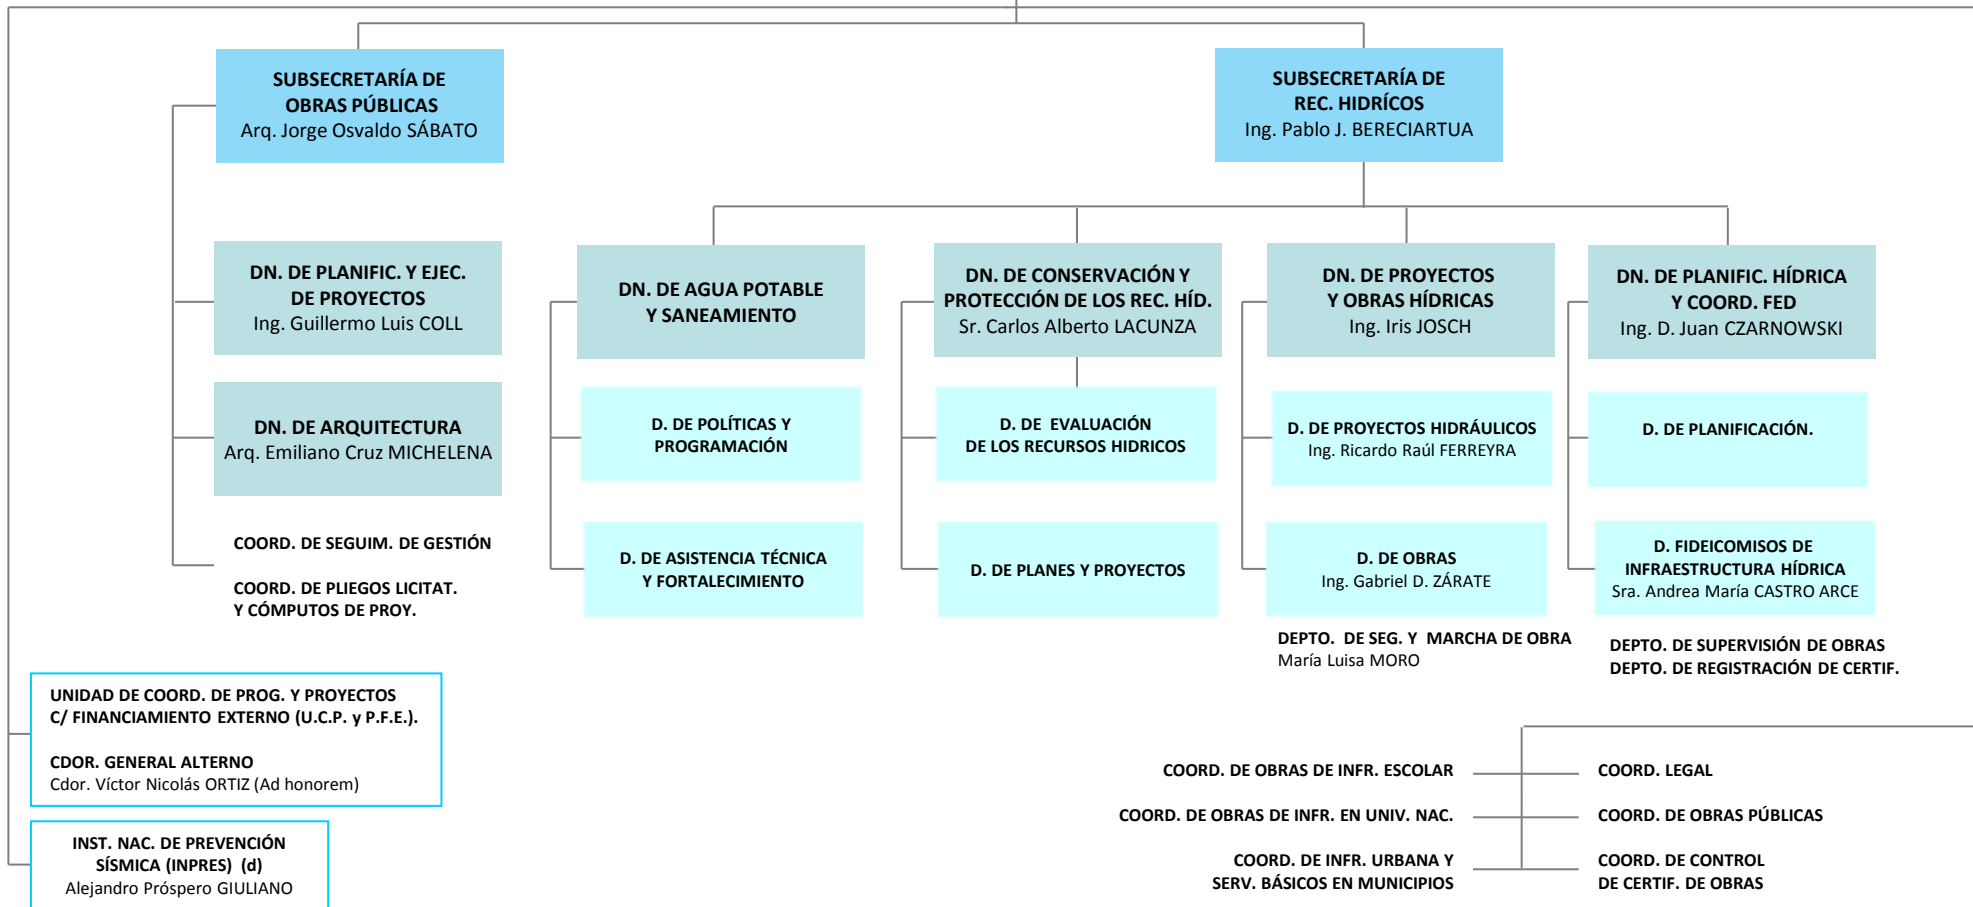 SUBSECRETARÍA DE
OBRAS PÚBLICAS
Arq. Jorge Osvaldo SÁBATO
SUBSECRETARÍA DE
REC. HIDRÍCOS
Ing. Pablo J. BERECIARTUA
DN. DE PLANIFIC. Y EJEC.
DE PROYECTOS
Ing. Guillermo Luis COLL
DN. DE AGUA POTABLE
Y SANEAMIENTO
DN. DE CONSERVACIÓN Y
PROTECCIÓN DE LOS REC. HÍD.
Sr. Carlos Alberto LACUNZA
DN. DE PROYECTOS
Y OBRAS HÍDRICAS
Ing. Iris JOSCH
DN. DE PLANIFIC. HÍDRICA
Y COORD. FED
Ing. D. Juan CZARNOWSKI
DN. DE ARQUITECTURA
Arq. Emiliano Cruz MICHELENA
D. DE POLÍTICAS Y
PROGRAMACIÓN
D. DE EVALUACIÓN
DE LOS RECURSOS HIDRICOS
D. DE PROYECTOS HIDRÁULICOS
Ing. Ricardo Raúl FERREYRA
D. DE PLANIFICACIÓN.
COORD. DE SEGUIM. DE GESTIÓN
COORD. DE PLIEGOS LICITAT.
Y CÓMPUTOS DE PROY.
D. DE ASISTENCIA TÉCNICA
Y FORTALECIMIENTO
D. DE PLANES Y PROYECTOS
D. DE OBRAS
Ing. Gabriel D. ZÁRATE
D. FIDEICOMISOS DE
INFRAESTRUCTURA HÍDRICA
Sra. Andrea María CASTRO ARCE
DEPTO. DE SEG. Y MARCHA DE OBRA
María Luisa MORO
DEPTO. DE SUPERVISIÓN DE OBRAS
DEPTO. DE REGISTRACIÓN DE CERTIF.
UNIDAD DE COORD. DE PROG. Y PROYECTOS
C/ FINANCIAMIENTO EXTERNO (U.C.P. y P.F.E.).
CDOR. GENERAL ALTERNO
Cdor. Víctor Nicolás ORTIZ (Ad honorem)
INST. NAC. DE PREVENCIÓN
SÍSMICA (INPRES) (d)
Alejandro Próspero GIULIANO
COORD. DE OBRAS DE INFR. ESCOLAR
COORD. LEGAL
COORD. DE OBRAS DE INFR. EN UNIV. NAC.
COORD. DE OBRAS PÚBLICAS
COORD. DE INFR. URBANA Y
SERV. BÁSICOS EN MUNICIPIOS
COORD. DE CONTROL
DE CERTIF. DE OBRAS